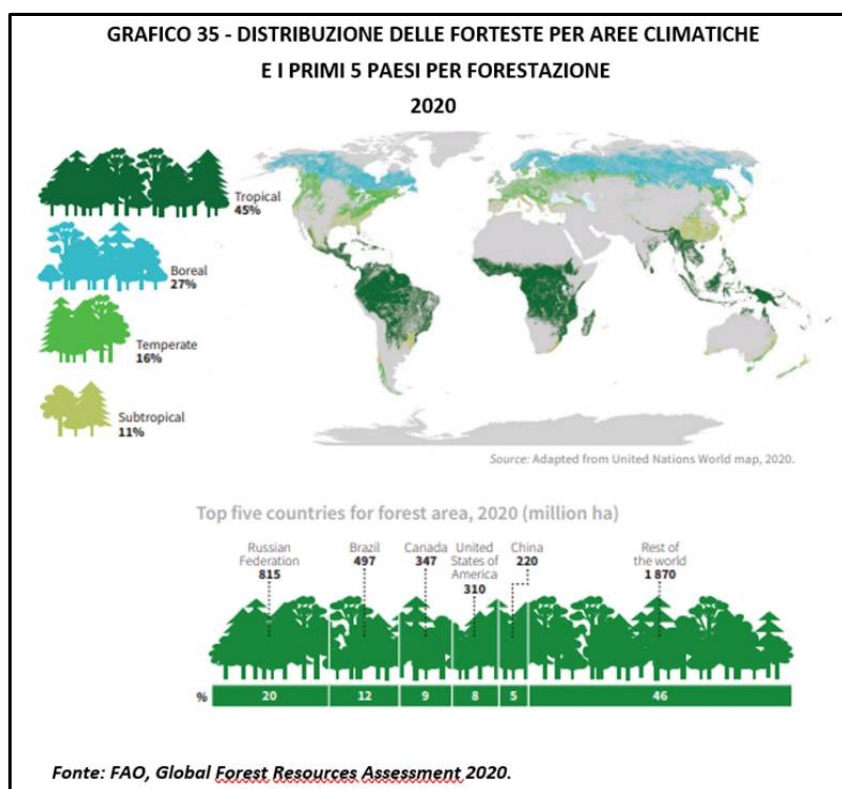 GRAFICO 35 - DISTRIBUZIONE DELLE FORTESTE PER AREE CLIMATICHE
E I PRIMI 5 PAESI PER FORESTAZIONE
2020
Tropical
45%
Boreal
27%
Temperate
16%
Subtropical
11%
Source: Adapted from United Nations World map, 2020.
Top five countries for forest area, 2020 (million ha)
Russian
Federation
815
Brazil
497
Canada
347
United
States of
America
310
China
220
Rest of
the world
1 870
% 20 12 9 8 5 46
Fonte: FAO, Global Forest Resources Assessment 2020.